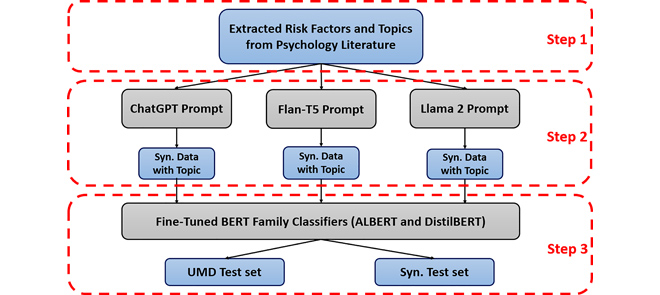 Extracted Risk Factors and Topics
from Psychology Literature
Step 1
ChatGPT Prompt
Flan-T5 Prompt
Llama 2 Prompt
Step 2
Syn. Data
with Topic
Syn. Data
with Topic
Syn. Data
with Topic
Fine-Tuned BERT Family Classifiers (ALBERT and DistilBERT)
Step 3
UMD Test set
Syn. Test set